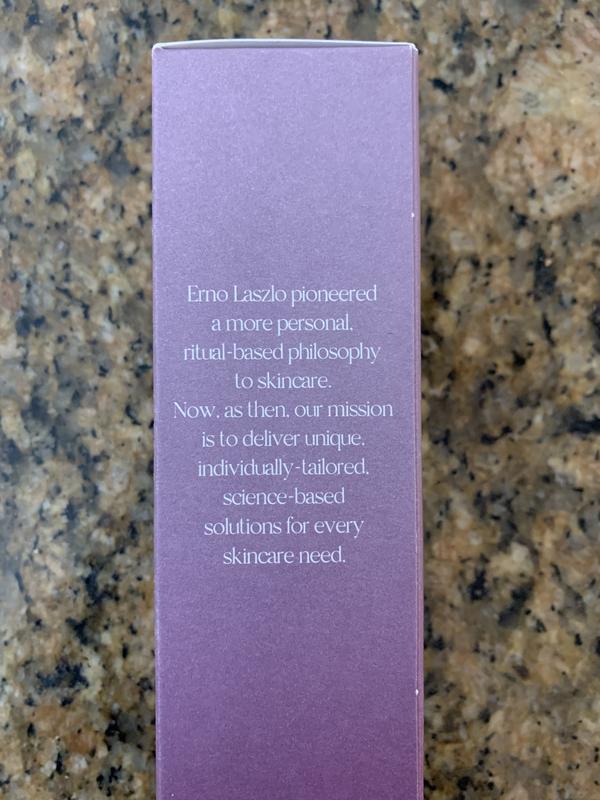 Erno Laszlo pioneered
a more personal,
ritual-based philosophy
to skincare.
Now, as then, our mission
is to deliver unique,
individually-tailored,
science-based
solutions for every
skincare need.